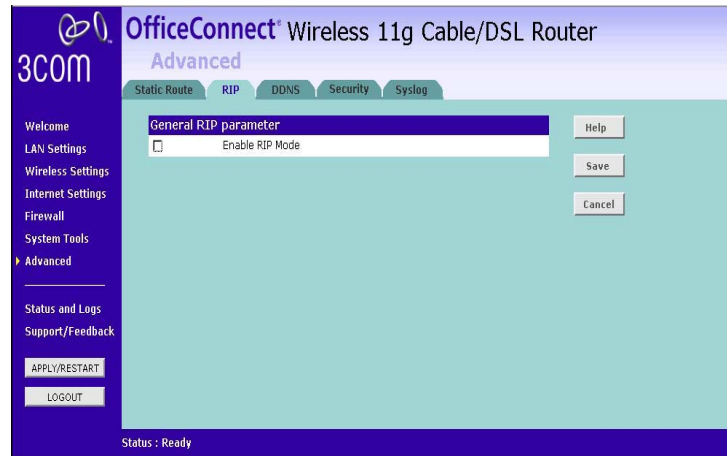 3COM
OfficeConnect® Wireless 11g Cable/DSL Router
Advanced
Static Route RIP DDNS Security Syslog
Welcome
LAN Settings
Wireless Settings
Internet Settings
Firewall
System Tools
Advanced
Status and Logs
Support/Feedback
APPLY/RESTART
LOGOUT
General RIP parameter
Enable RIP Mode
Help
Save
Cancel
Status : Ready